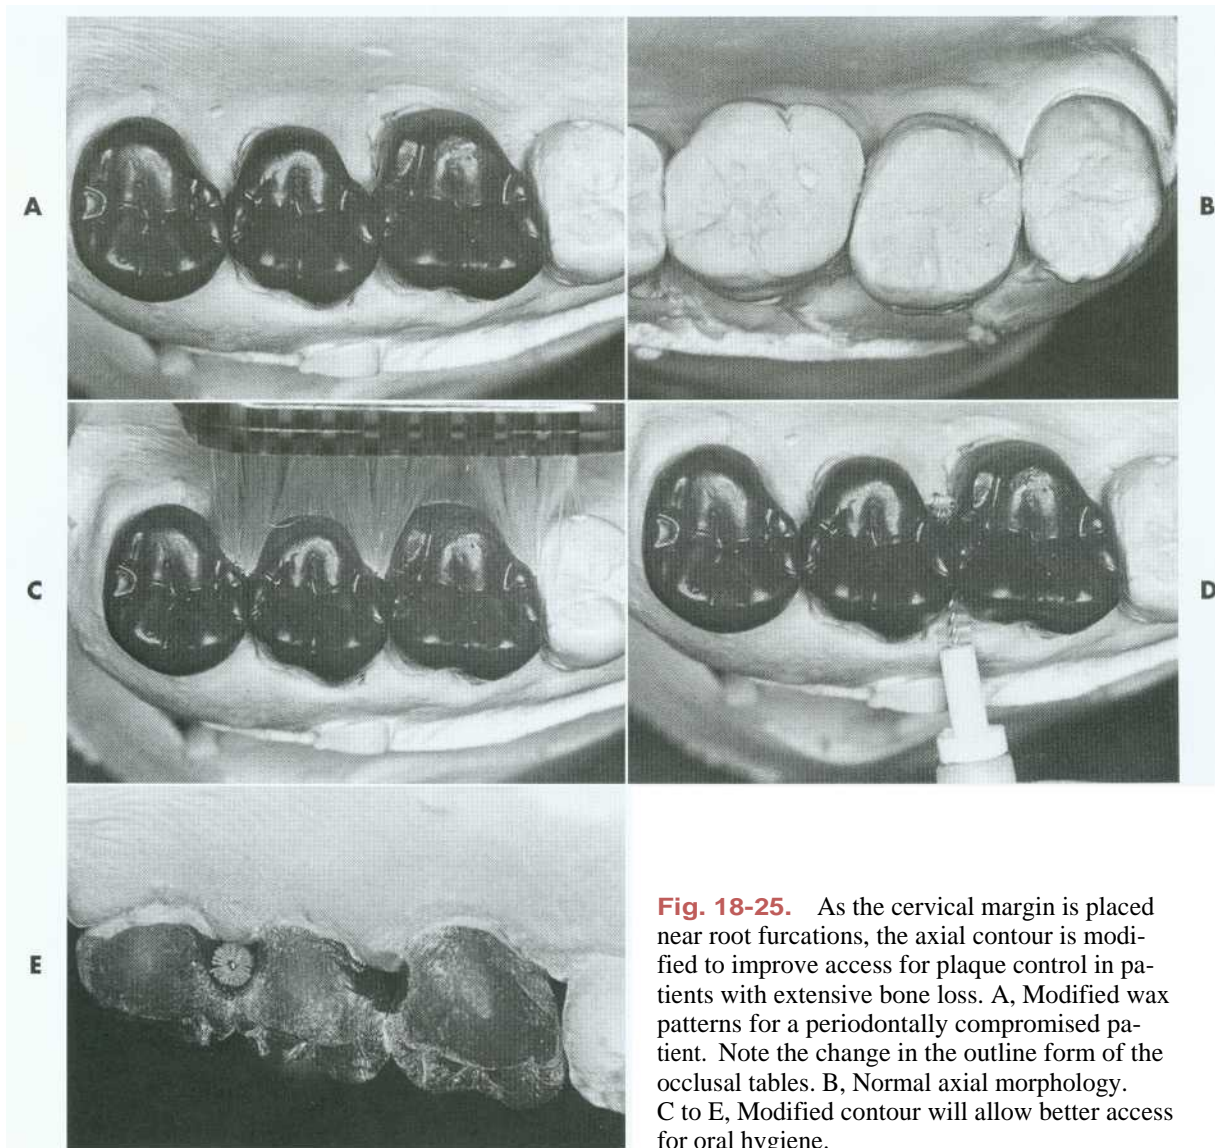 A
B
C
D
E
Fig. 18-25. As the cervical margin is placed
near root furcations, the axial contour is modi-
fied to improve access for plaque control in pa-
tients with extensive bone loss. A, Modified wax
patterns for a periodontally compromised pa-
tient. Note the change in the outline form of the
occlusal tables. B, Normal axial morphology.
C to E, Modified contour will allow better access
for oral hygiene.